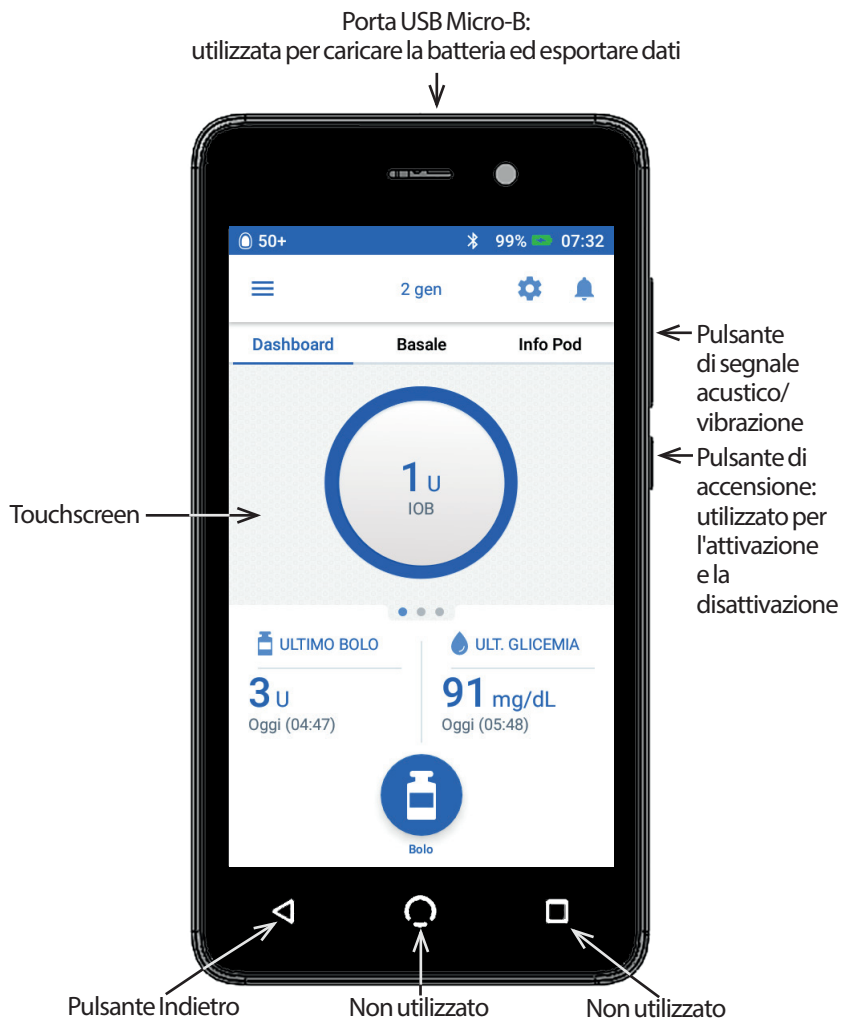 Porta USB Micro-B:
utilizzata per caricare la batteria ed esportare dati
50+ 99% 07:32
2 gen
Dashboard Basale Info Pod
Pulsante
di segnale
acustico/
vibrazione
Pulsante di
accensione:
utilizzato per
l'attivazione
e la
disattivazione
Touchscreen
1 U
IOB
ULTIMO BOLO ULT. GLICEMIA
3 U 91 mg/dL
Oggi (04:47) Oggi (05:48)
Bolo
Pulsante Indietro Non utilizzato Non utilizzato